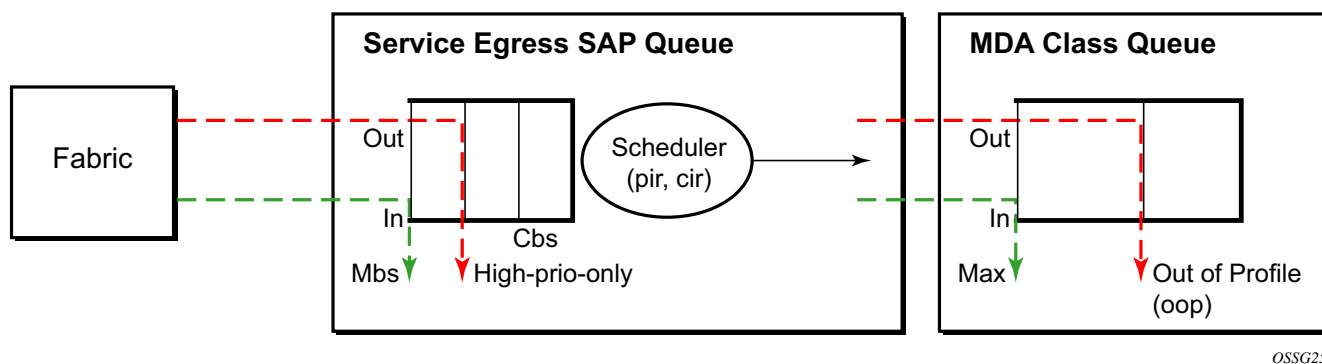 Service Egress SAP Queue
MDA Class Queue
Fabric
Out
In
Cbs
Mbs
High-prio-only
Scheduler
(pir, cir)
Out
In
Max
Out of Profile
(oop)